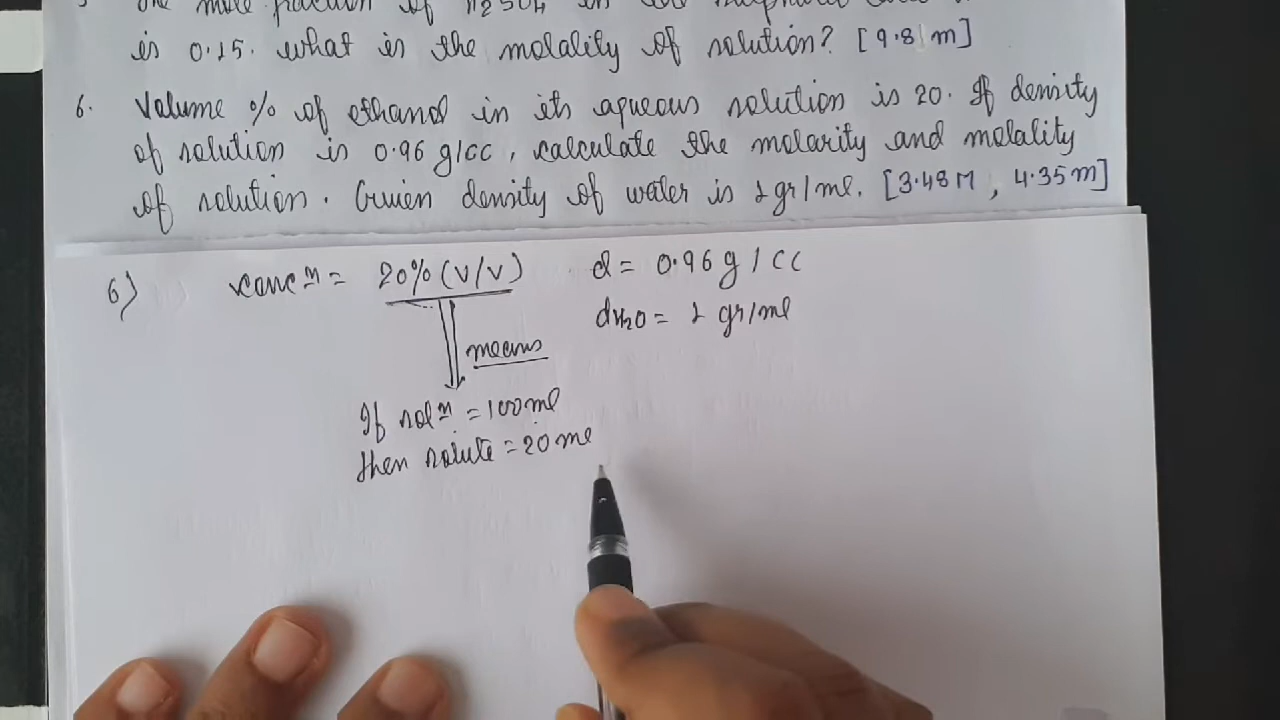 is 0.15. what is the molality of solution? [9.8 m]
6. Volume % of ethanol in its aqueous solution is 20. If density
of solution is 0.96 g/cc, calculate the molarity and molality
of solution. Given density of water is 1 gr/ml. [3.48 M, 4.35 m]
6) concⁿ = 20% (v/v) d = 0.96 g / cc
dH₂O = 1 gr/ml
means
If solⁿ = 100 ml
then solute = 20 ml